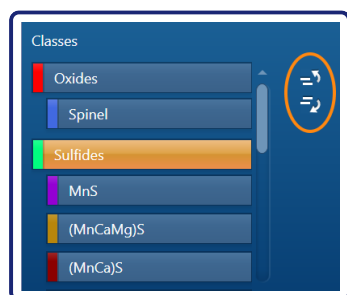 Classes
Oxides
Spinel
Sulfides
MnS
(MnCaMg)S
(MnCa)S